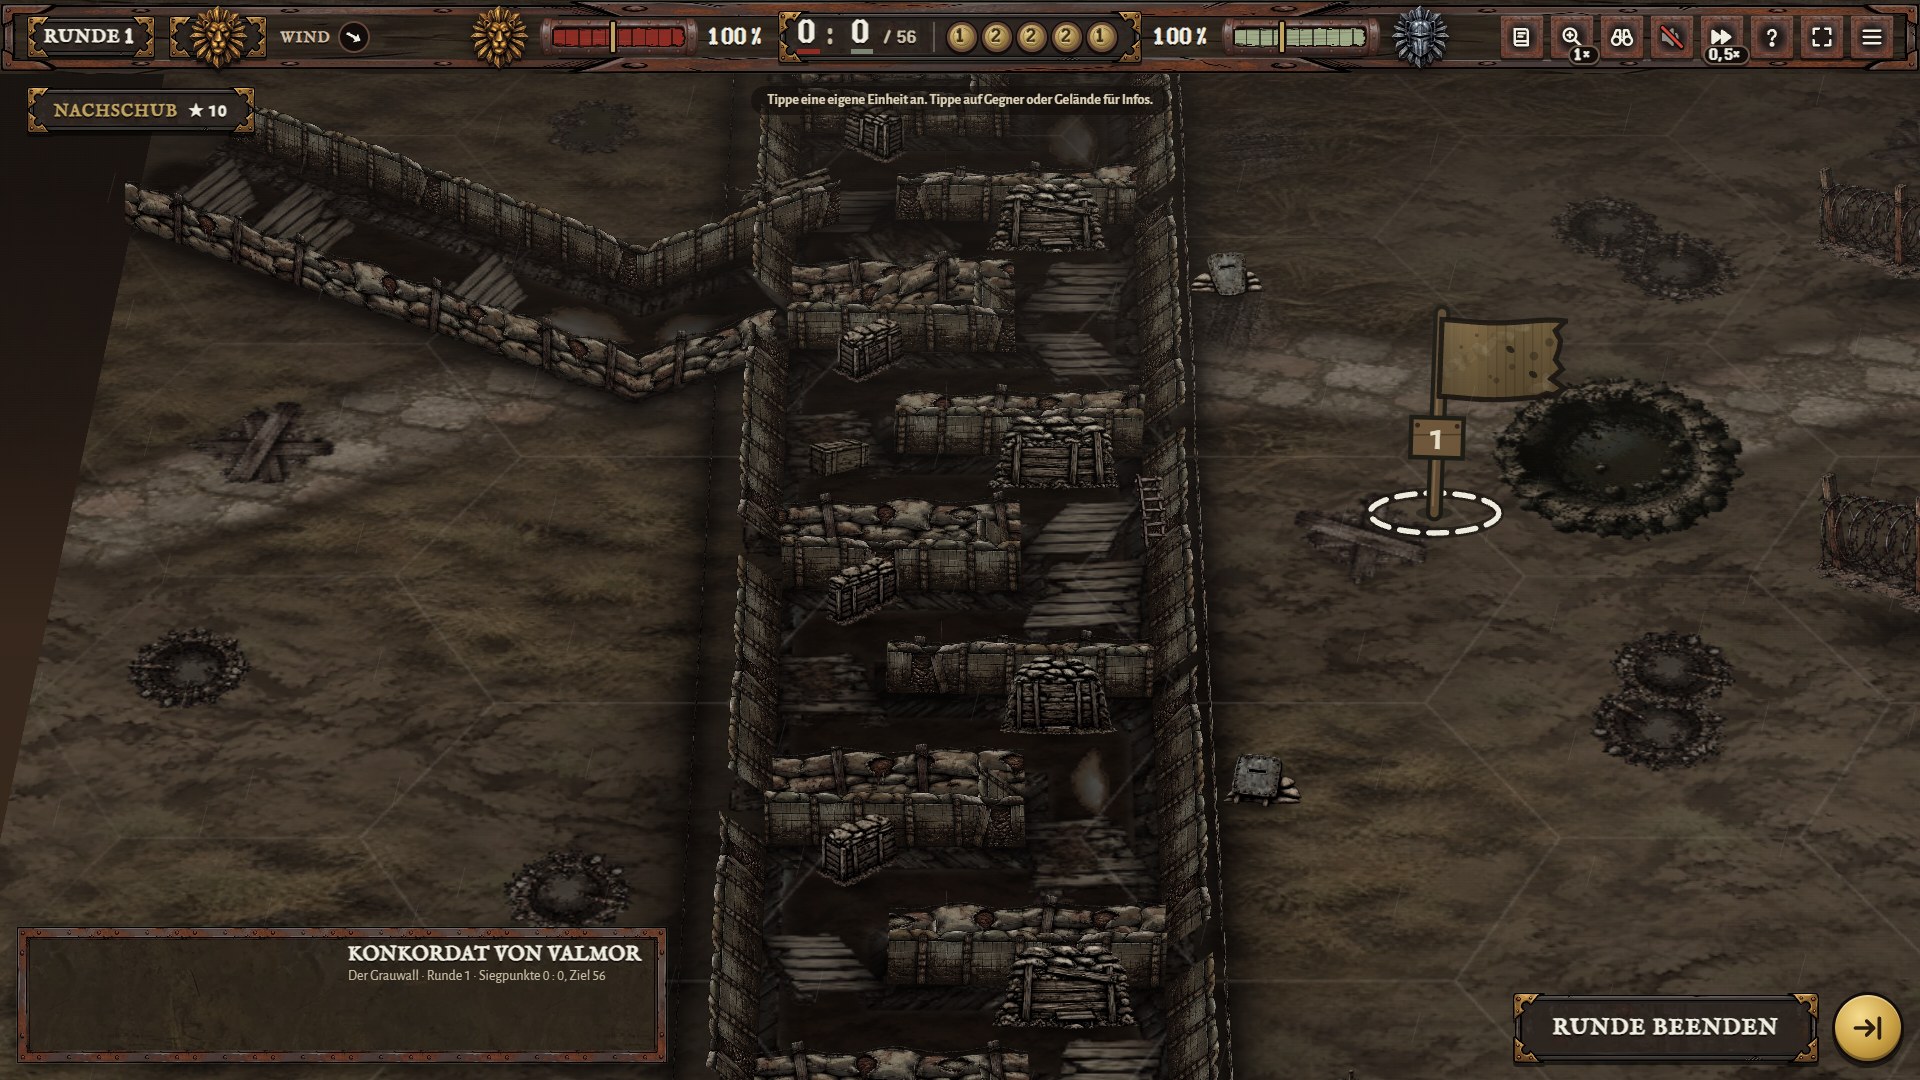 RUNDE 1
WIND
100 %
0 : 0 / 56
1 2 2 2 1
100 %
1×
0,5×
?
NACHSCHUB ★ 10
Tippe eine eigene Einheit an. Tippe auf Gegner oder Gelände für Infos.
1
KONKORDAT VON VALMOR
Der Grauwall · Runde 1 · Siegpunkte 0 : 0, Ziel 56
RUNDE BEENDEN